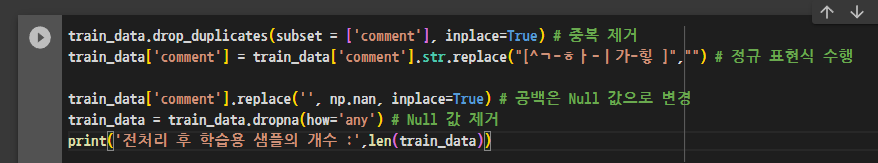 train_data.drop_duplicates(subset = ['comment'], inplace=True) # 중복 제거
train_data['comment'] = train_data['comment'].str.replace("[^ㄱ-ㅎㅏ-ㅣ가-힣 ]","") # 정규 표현식 수행
train_data['comment'].replace('', np.nan, inplace=True) # 공백은 Null 값으로 변경
train_data = train_data.dropna(how='any') # Null 값 제거
print('전처리 후 학습용 샘플의 개수 :',len(train_data))